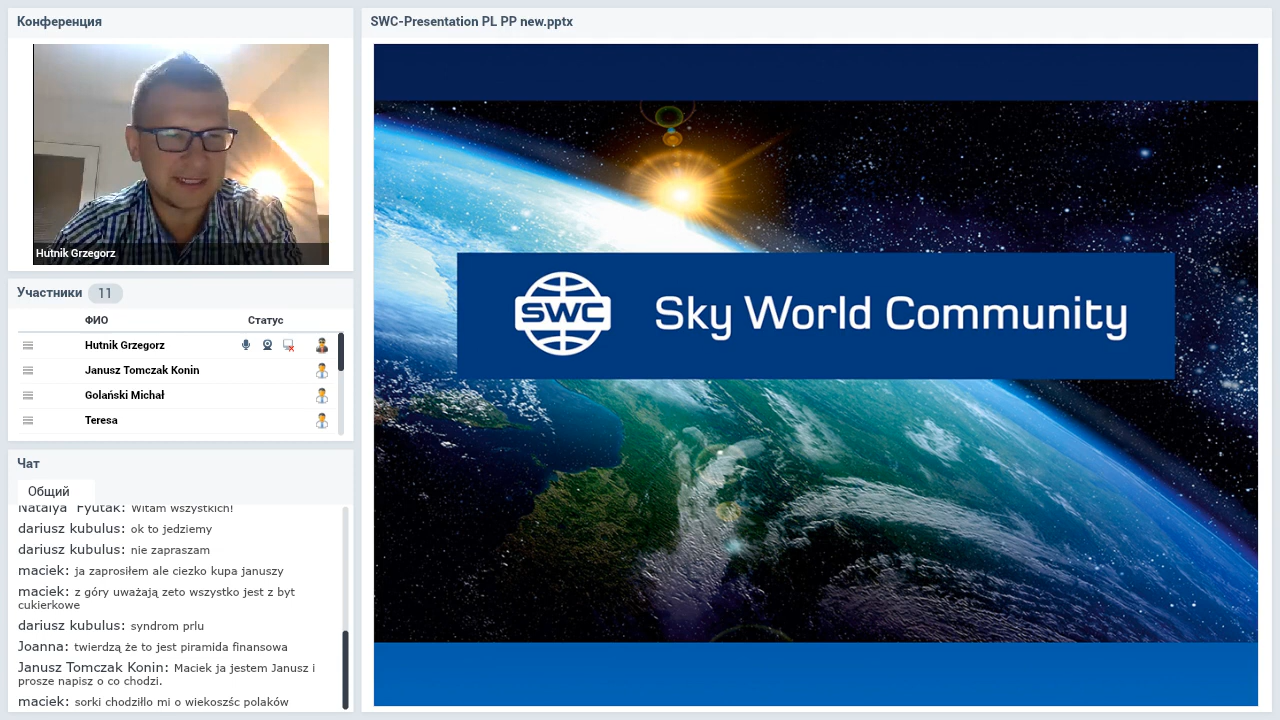 Конференция
Hutnik Grzegorz
Участники 11
ФИО Статус
Hutnik Grzegorz
Janusz Tomczak Konin
Golański Michał
Teresa
Чат
Общий
Natalya Fyutak: Witam wszystkich!
dariusz kubulus: ok to jedziemy
dariusz kubulus: nie zapraszam
maciek: ja zaprosiłem ale ciezko kupa januszy
maciek: z góry uważają zeto wszystko jest z byt
cukierkowe
dariusz kubulus: syndrom prlu
Joanna: twierdzą że to jest piramida finansowa
Janusz Tomczak Konin: Maciek ja jestem Janusz i
prosze napisz o co chodzi.
maciek: sorki chodziłlo mi o wiekoszśc polaków
SWC-Presentation PL PP new.pptx
SWC Sky World Community